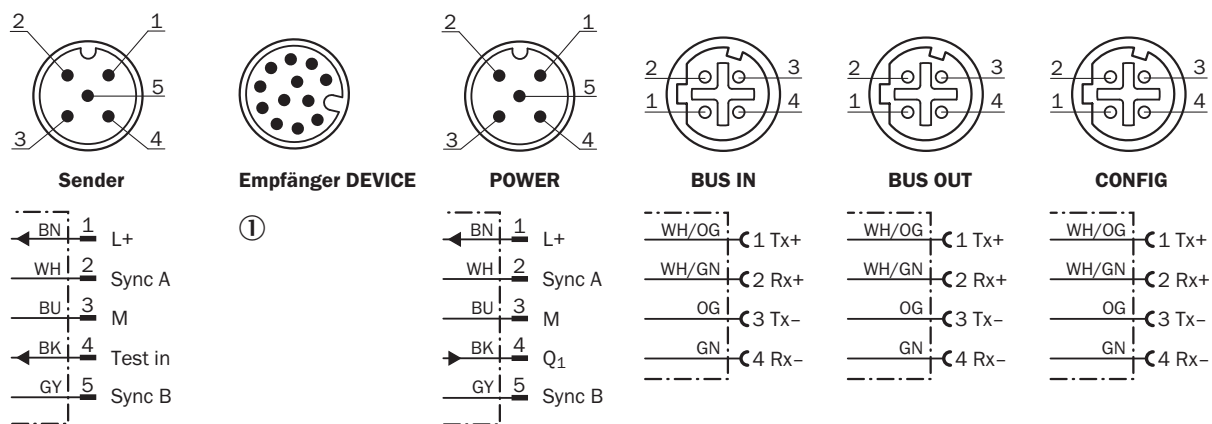 2 1
5
3 4
Sender
BN 1 L+
WH 2 Sync A
BU 3 M
BK 4 Test in
GY 5 Sync B
Empfänger DEVICE
①
2 1
5
3 4
POWER
BN 1 L+
WH 2 Sync A
BU 3 M
BK 4 Q₁
GY 5 Sync B
2 3
1 4
BUS IN
WH/OG 1 Tx+
WH/GN 2 Rx+
OG 3 Tx–
GN 4 Rx–
2 3
1 4
BUS OUT
WH/OG 1 Tx+
WH/GN 2 Rx+
OG 3 Tx–
GN 4 Rx–
2 3
1 4
CONFIG
WH/OG 1 Tx+
WH/GN 2 Rx+
OG 3 Tx–
GN 4 Rx–